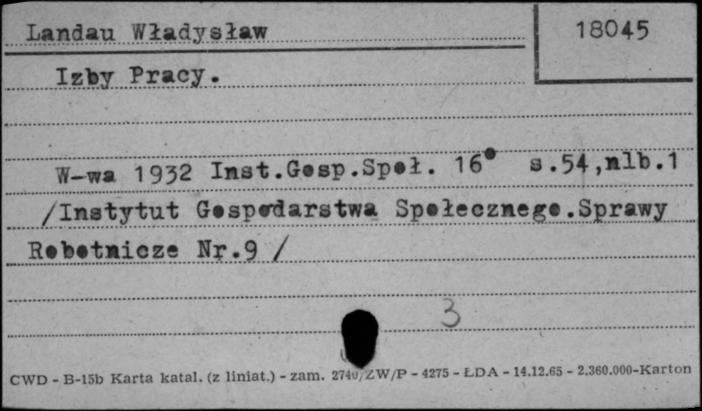 Landau Władysław
18045
Izby Pracy.
W-wa 1932 Inst.Gosp.Społ. 16° s.54,nlb.1
/Instytut Gospodarstwa Społecznego.Sprawy
Robotnicze Nr.9 /
3
CWD - B-15b Karta katal. (z liniat.) - zam. 2740/ZW/P - 4275 - ŁDA - 14.12.65 - 2.360.000-Karton